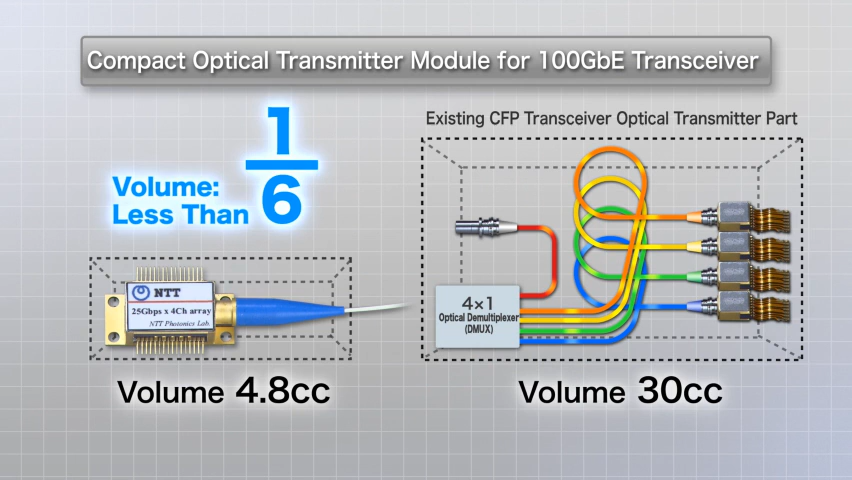 Compact Optical Transmitter Module for 100GbE Transceiver
Existing CFP Transceiver Optical Transmitter Part
Volume:
Less Than
1
6
NTT
25Gbps x 4Ch array
NTT Photonics Lab.
4×1
Optical Demultiplexer
(DMUX)
Volume 4.8cc
Volume 30cc